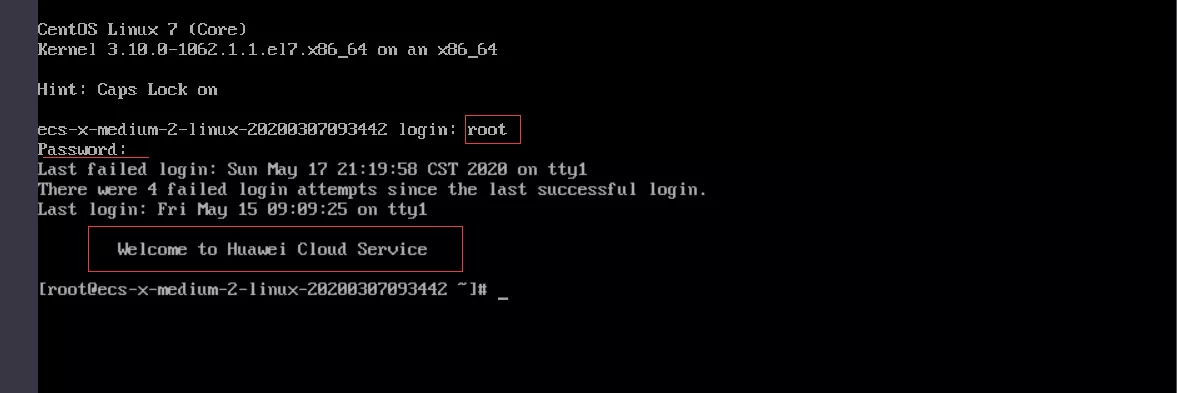 CentOS Linux 7 (Core)
Kernel 3.10.0-1062.1.1.el7.x86_64 on an x86_64
Hint: Caps Lock on
ecs-x-medium-2-linux-20200307093442 login: root
Password:
Last failed login: Sun May 17 21:19:58 CST 2020 on tty1
There were 4 failed login attempts since the last successful login.
Last login: Fri May 15 09:09:25 on tty1
Welcome to Huawei Cloud Service
[root@ecs-x-medium-2-linux-20200307093442 ~]# _